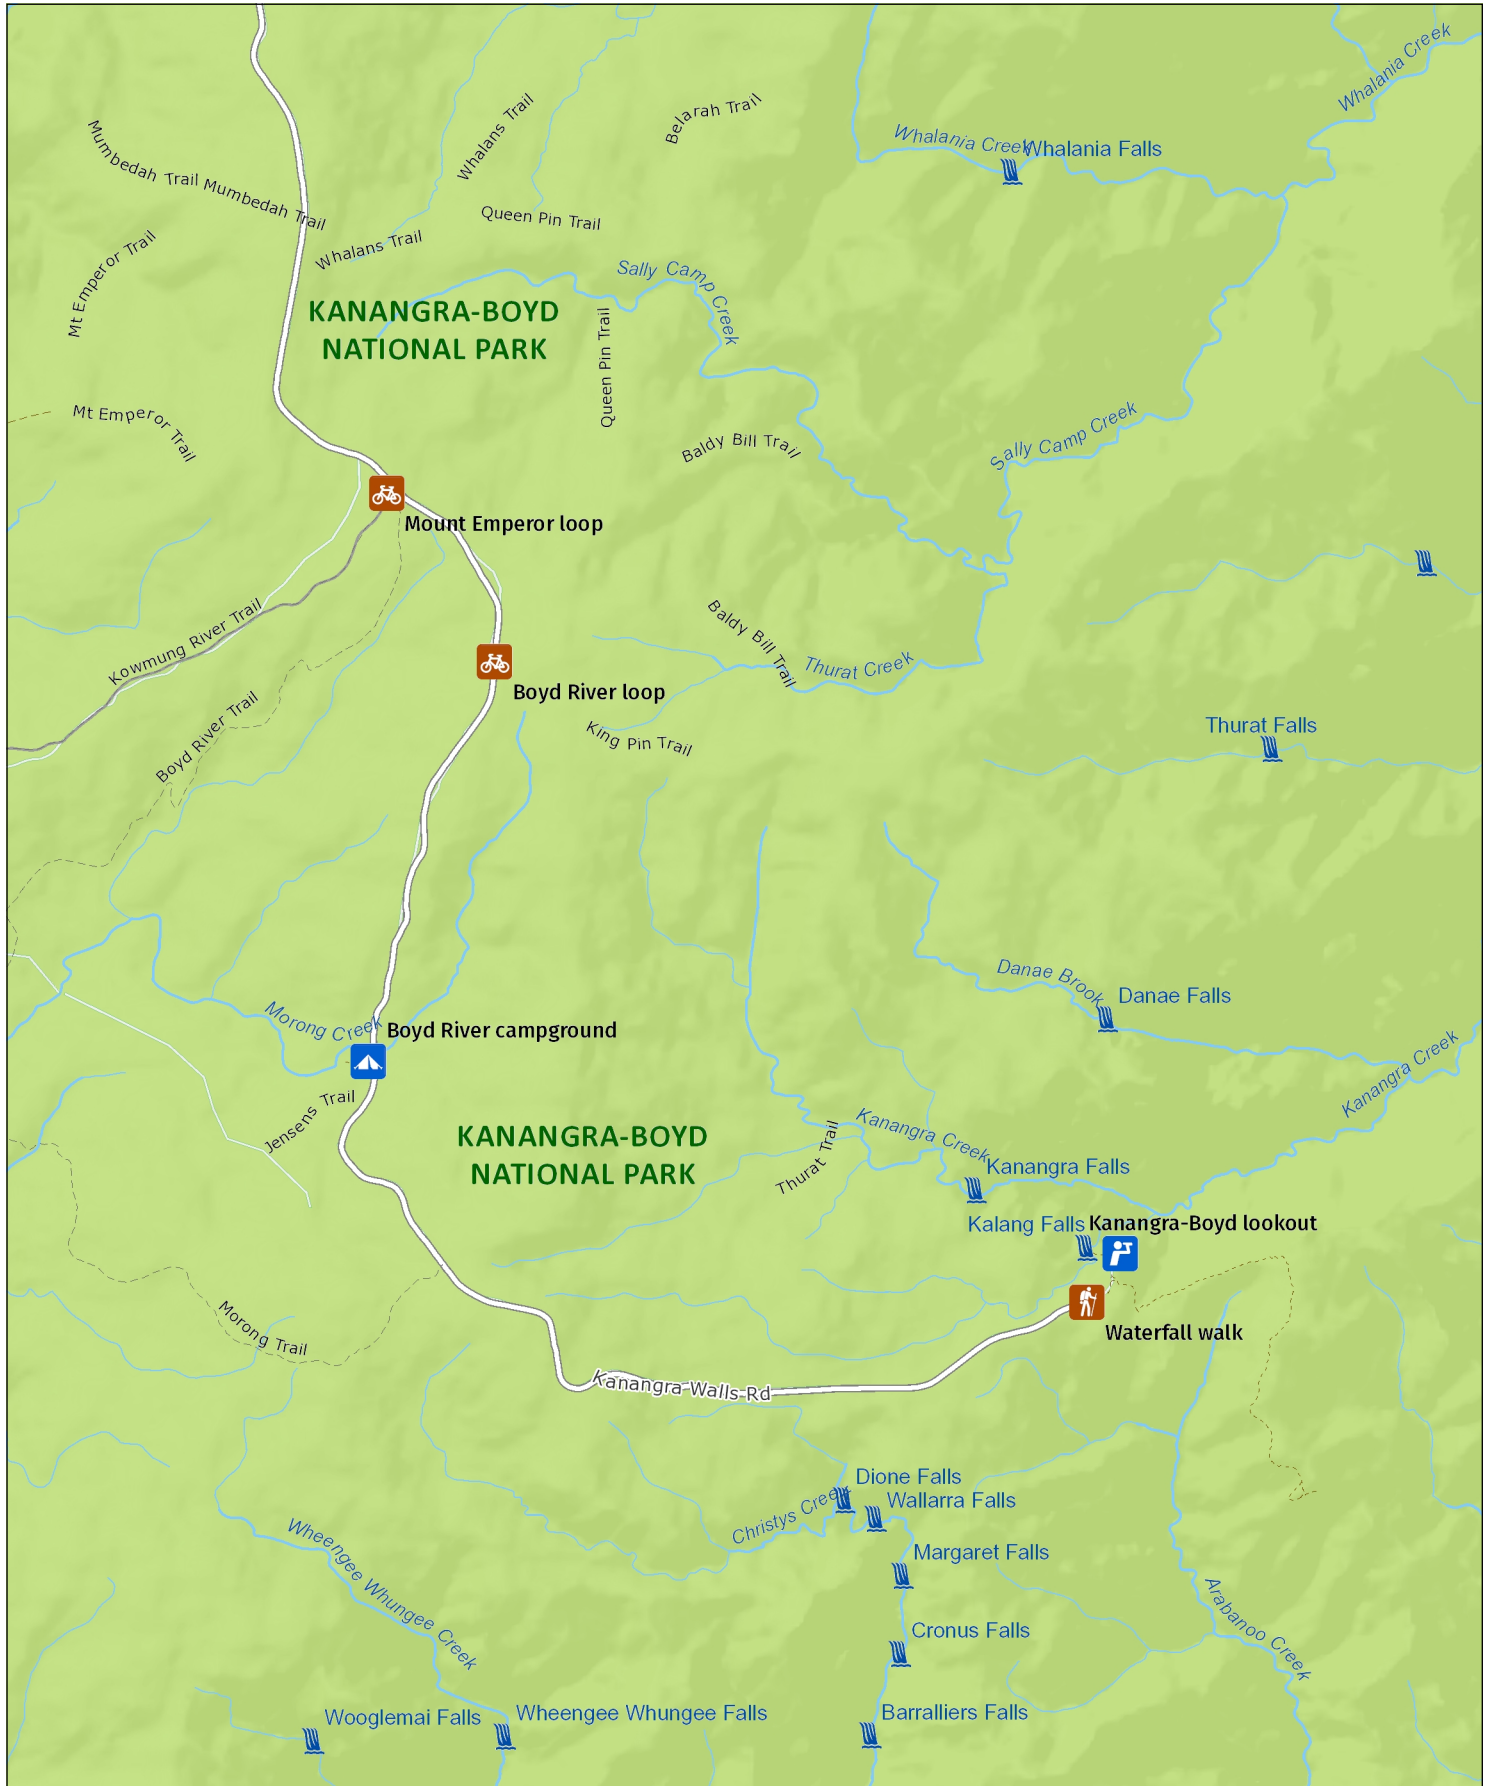 Whalania Creek
Whalans Trail
Belarah Trail
Mumbedah Trail
Mumbedah Trail
Whalania Creek
Whalania Falls
Queen Pin Trail
Whalans Trail
Mt Emperor Trail
Sally Camp Creek
KANANGRA-BOYD
NATIONAL PARK
Queen Pin Trail
Mt Emperor Trail
Baldy Bill Trail
Sally Camp Creek
Mount Emperor loop
Kowmung River Trail
Baldy Bill Trail
Thurat Creek
Boyd River loop
Boyd River Trail
King Pin Trail
Thurat Falls
Danae Brook
Danae Falls
Morong Creek
Boyd River campground
Kanangra Creek
Jensens Trail
KANANGRA-BOYD
NATIONAL PARK
Thurat Trail
Kanangra Creek
Kanangra Falls
Kalang Falls
Kanangra-Boyd lookout
Morong Trail
Waterfall walk
Kanangra Walls Rd
Dione Falls
Christys Creek
Wallarra Falls
Wheengee Whungee Creek
Margaret Falls
Arabanoo Creek
Cronus Falls
Wooglemai Falls
Wheengee Whungee Falls
Barralliers Falls